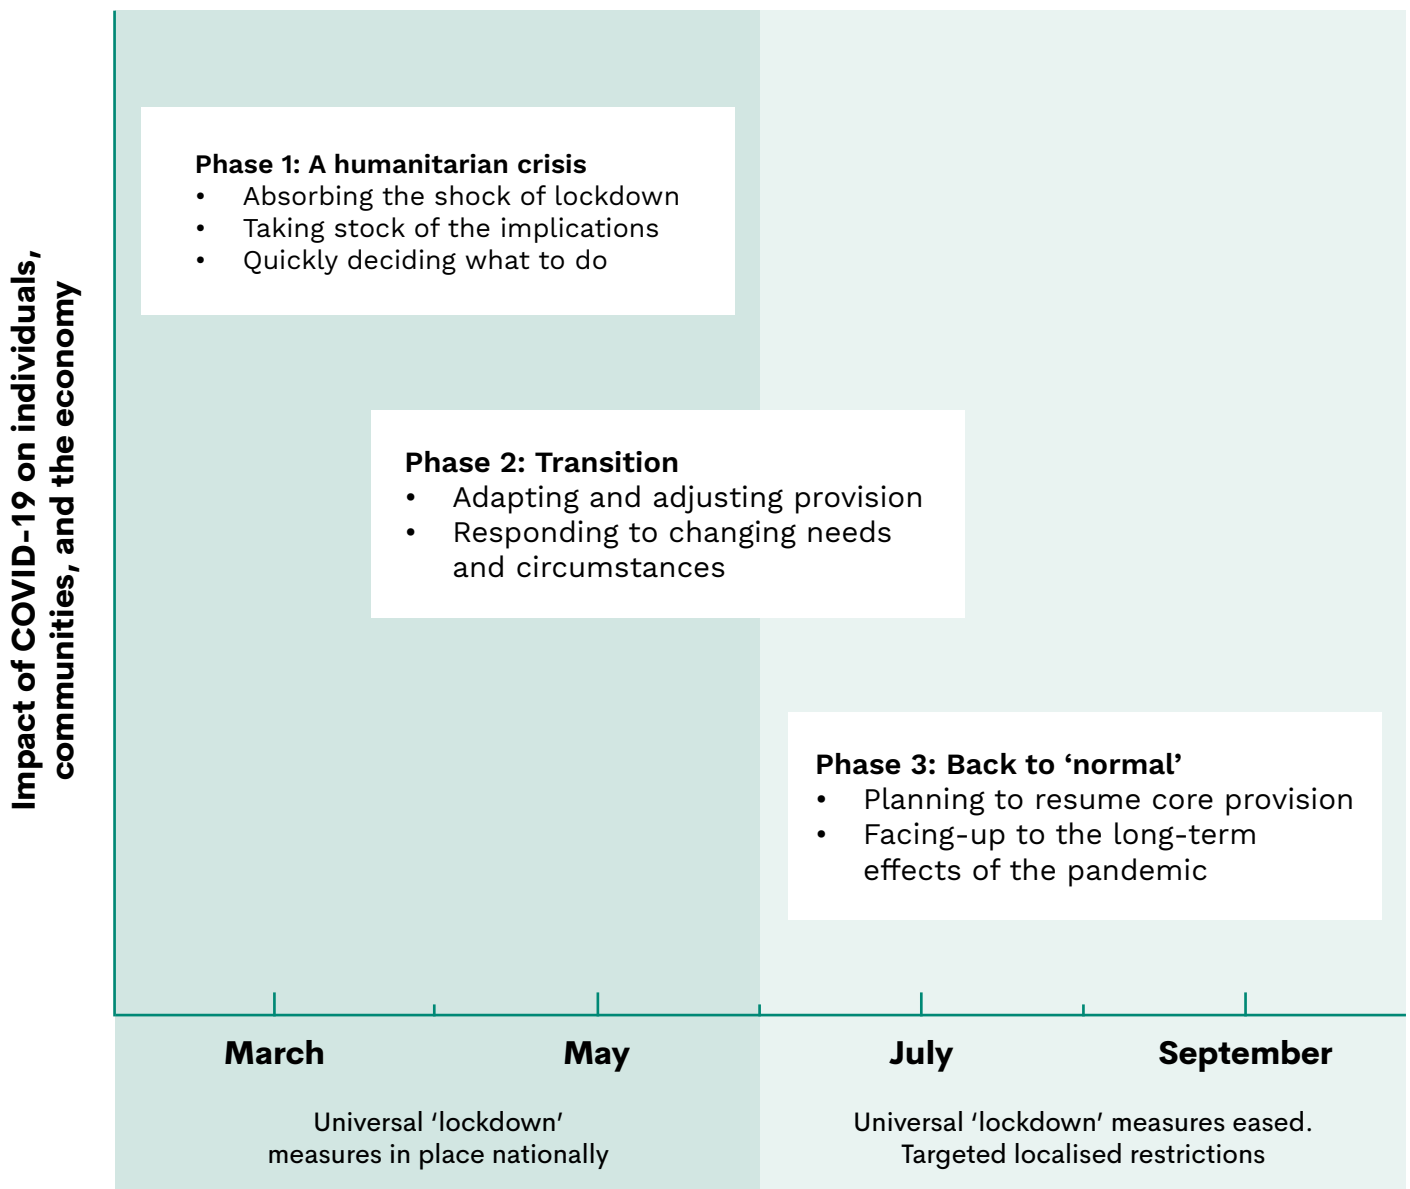 Impact of COVID-19 on individuals,
communities, and the economy
Phase 1: A humanitarian crisis
• Absorbing the shock of lockdown
• Taking stock of the implications
• Quickly deciding what to do
Phase 2: Transition
• Adapting and adjusting provision
• Responding to changing needs
and circumstances
Phase 3: Back to ‘normal’
• Planning to resume core provision
• Facing-up to the long-term
effects of the pandemic
March May July September
Universal ‘lockdown’
measures in place nationally
Universal ‘lockdown’ measures eased.
Targeted localised restrictions